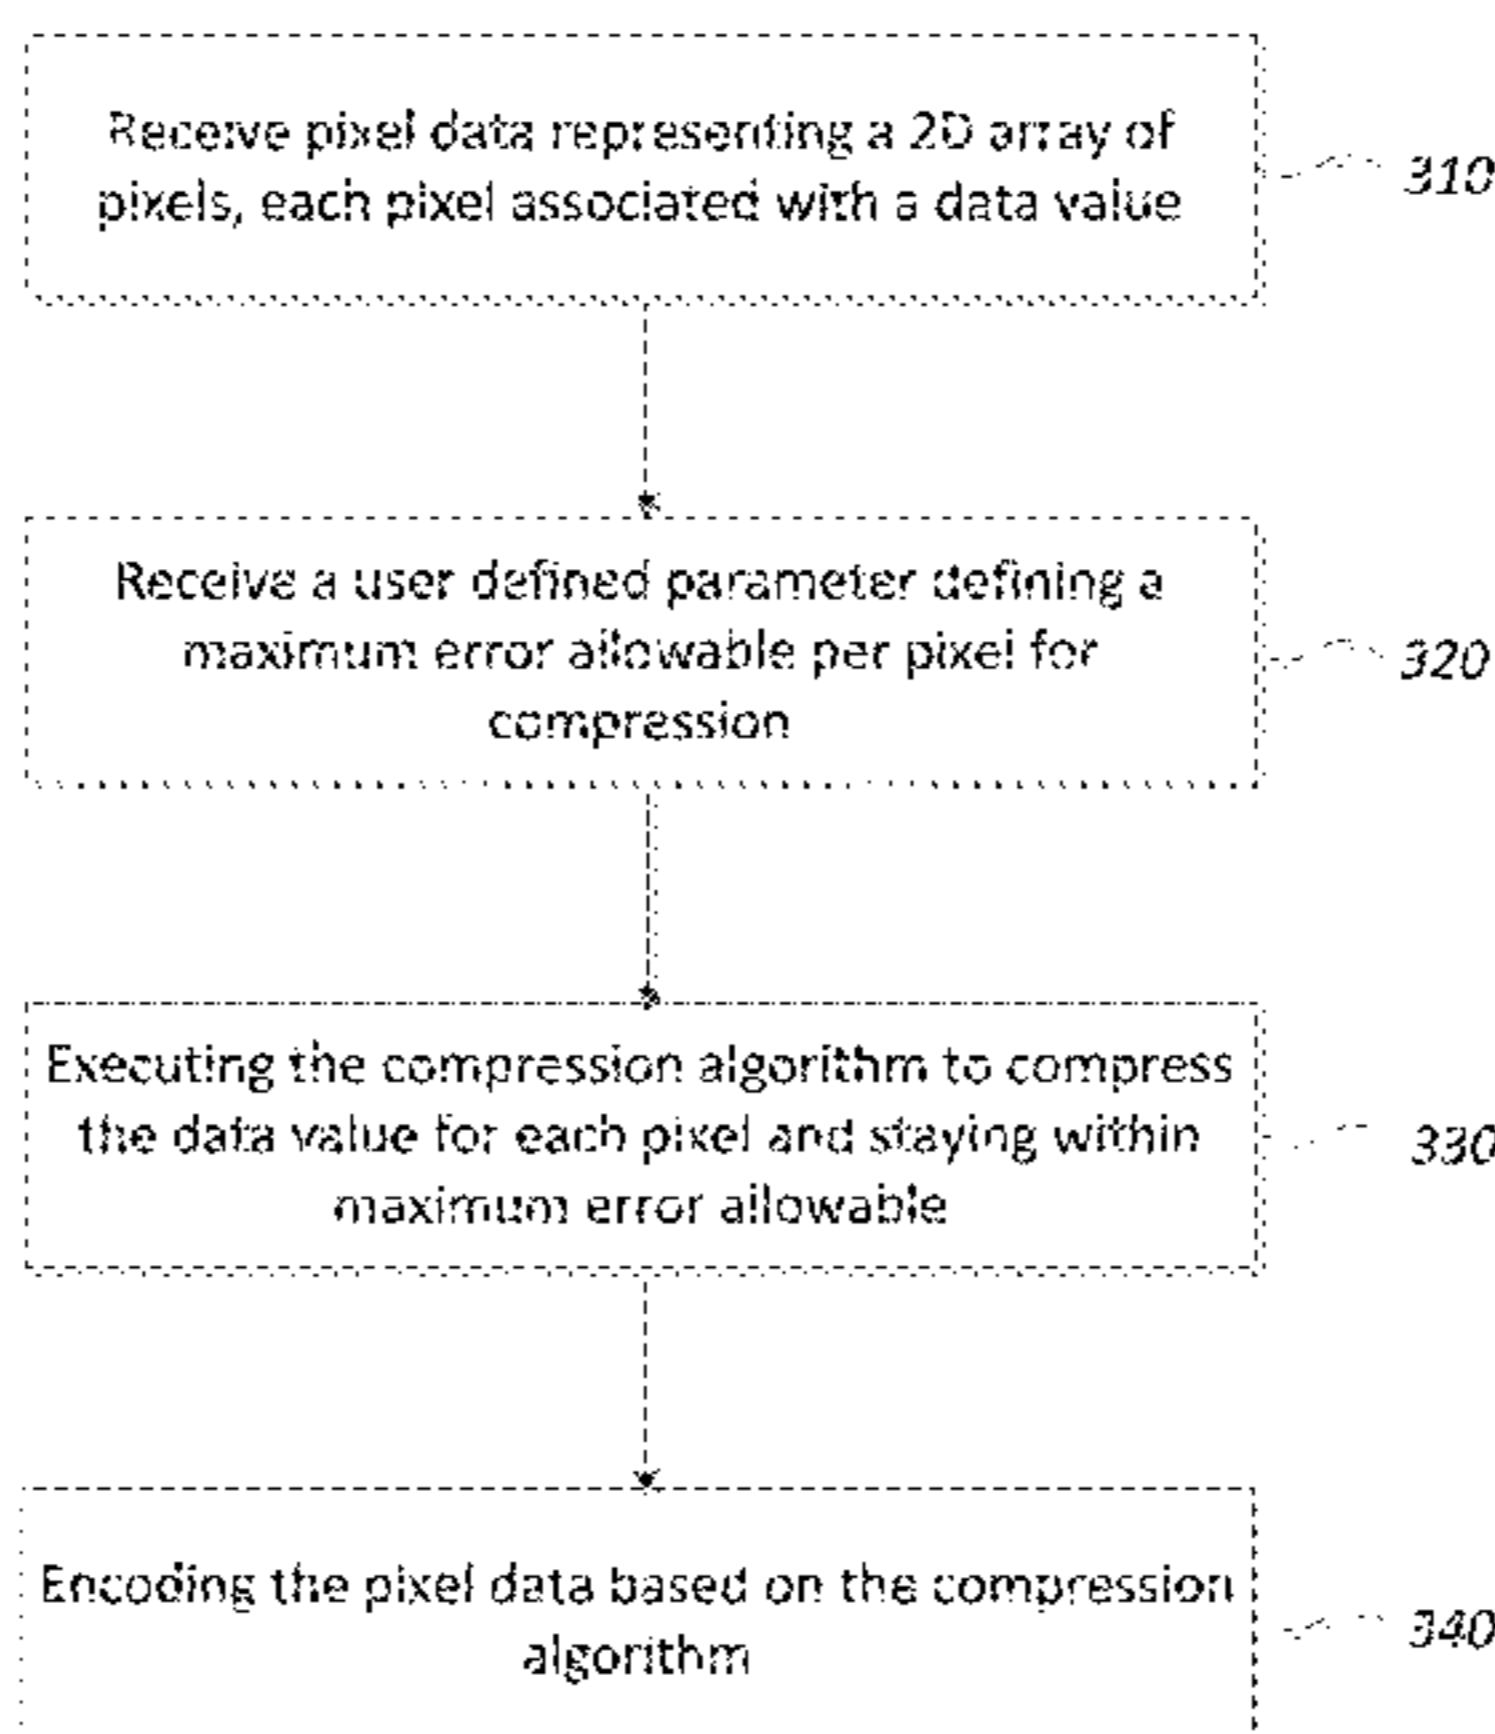 Receive pixel data representing a 2D array of
pixels, each pixel associated with a data value
310
Receive a user defined parameter defining a
maximum error allowable per pixel for
compression
320
Executing the compression algorithm to compress
the data value for each pixel and staying within
maximum error allowable
330
Encoding the pixel data based on the compression
algorithm
340